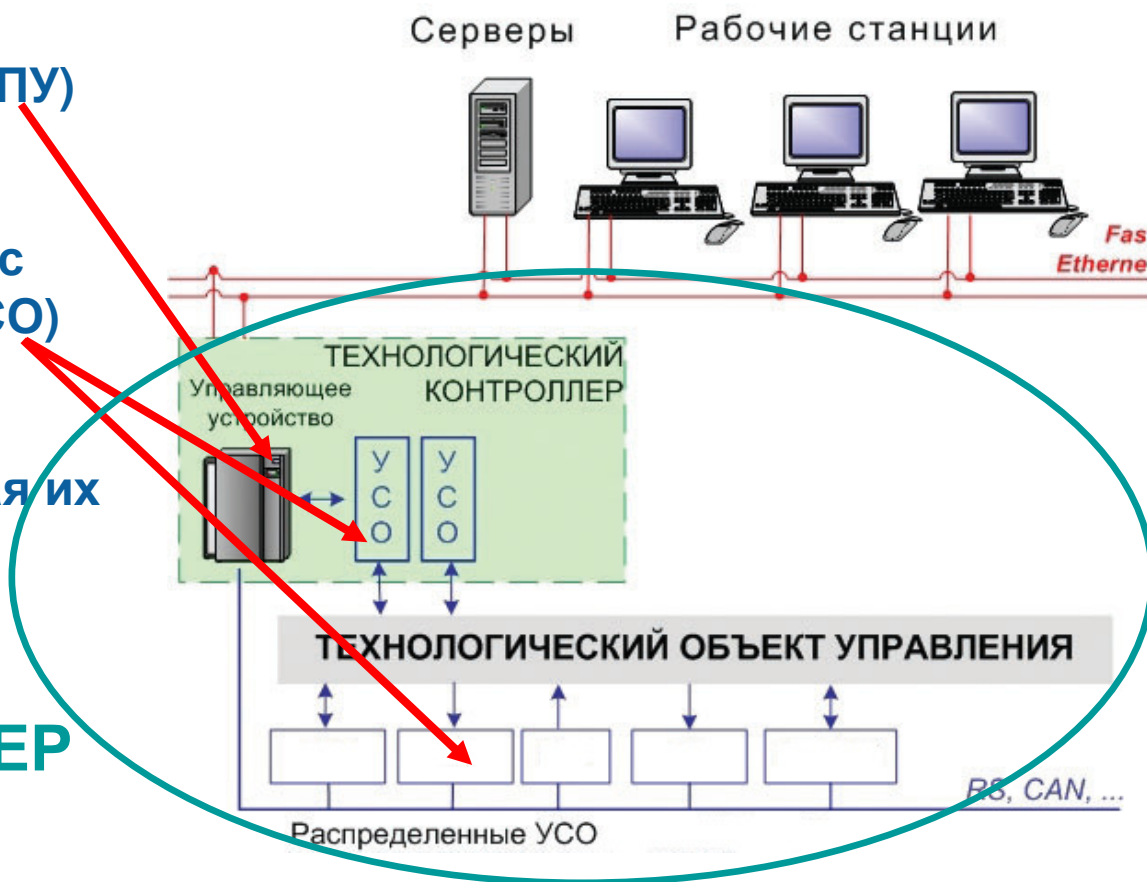 Серверы Рабочие станции
ПУ)
с
СО)
я их
ЕР
Fas
Etherne
ТЕХНОЛОГИЧЕСКИЙ
КОНТРОЛЛЕР
Управляющее
устройство
У
С
О
У
С
О
ТЕХНОЛОГИЧЕСКИЙ ОБЪЕКТ УПРАВЛЕНИЯ
RS, CAN, ...
Распределенные УСО